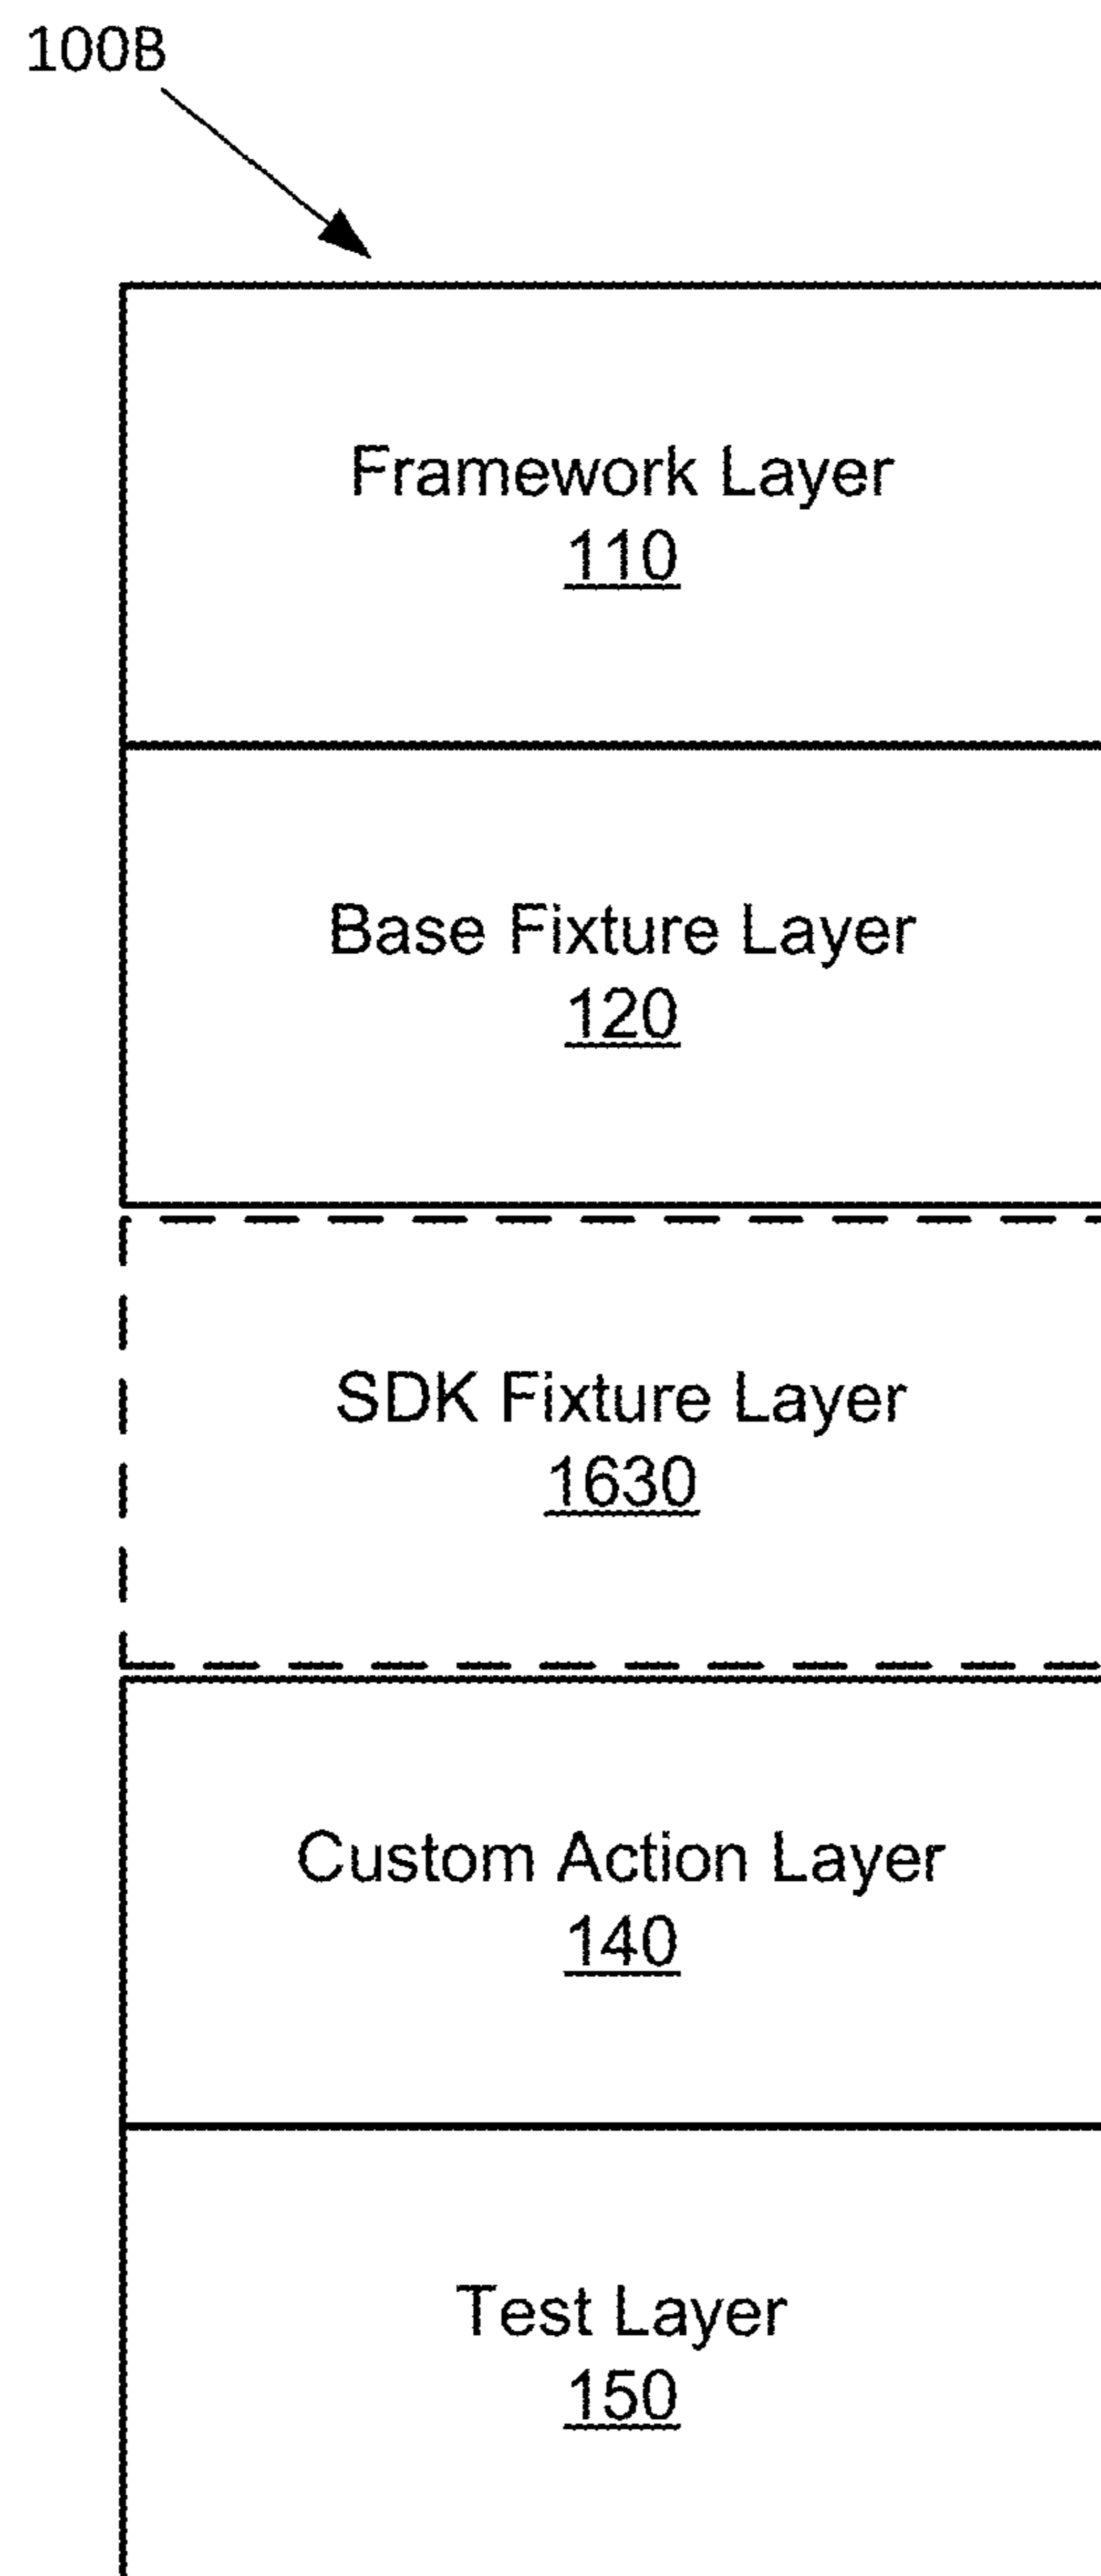 100B
Framework Layer
110
Base Fixture Layer
120
SDK Fixture Layer
1630
Custom Action Layer
140
Test Layer
150